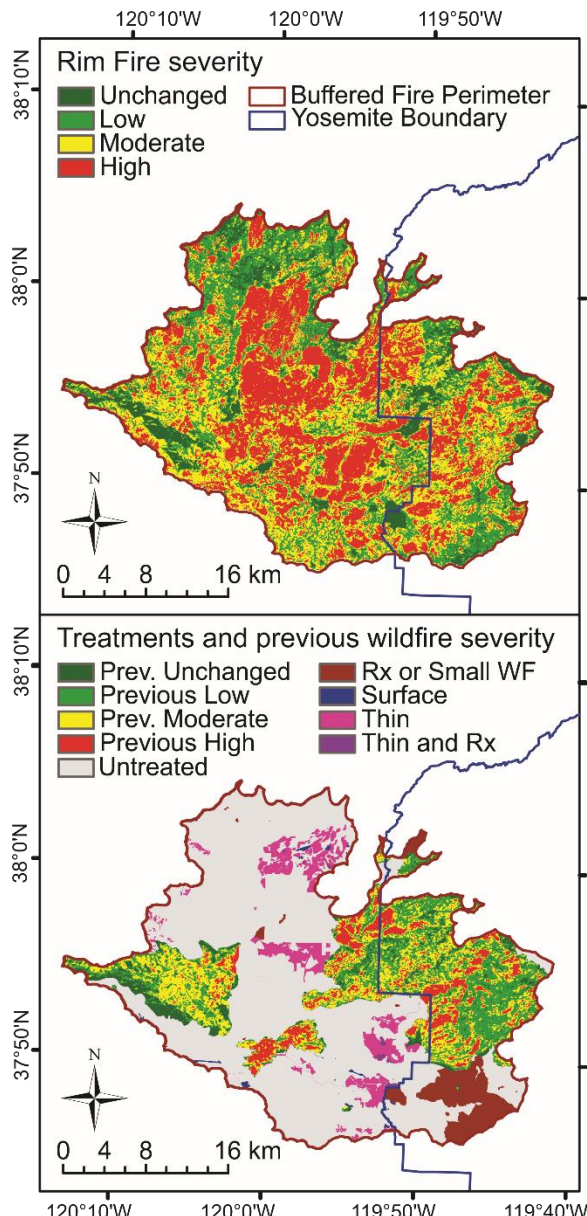 120°10'W 120°0'W 119°50'W
38°10'N
Rim Fire severity
Unchanged Buffered Fire Perimeter
Low Yosemite Boundary
Moderate
High
38°0'N
37°50'N
N
0 4 8 16 km
Treatments and previous wildfire severity
38°10'N
Prev. Unchanged Rx or Small WF
Previous Low Surface
Prev. Moderate Thin
Previous High Thin and Rx
Untreated
38°0'N
37°50'N
N
0 4 8 16 km
120°10'W 120°0'W 119°50'W 119°40'W